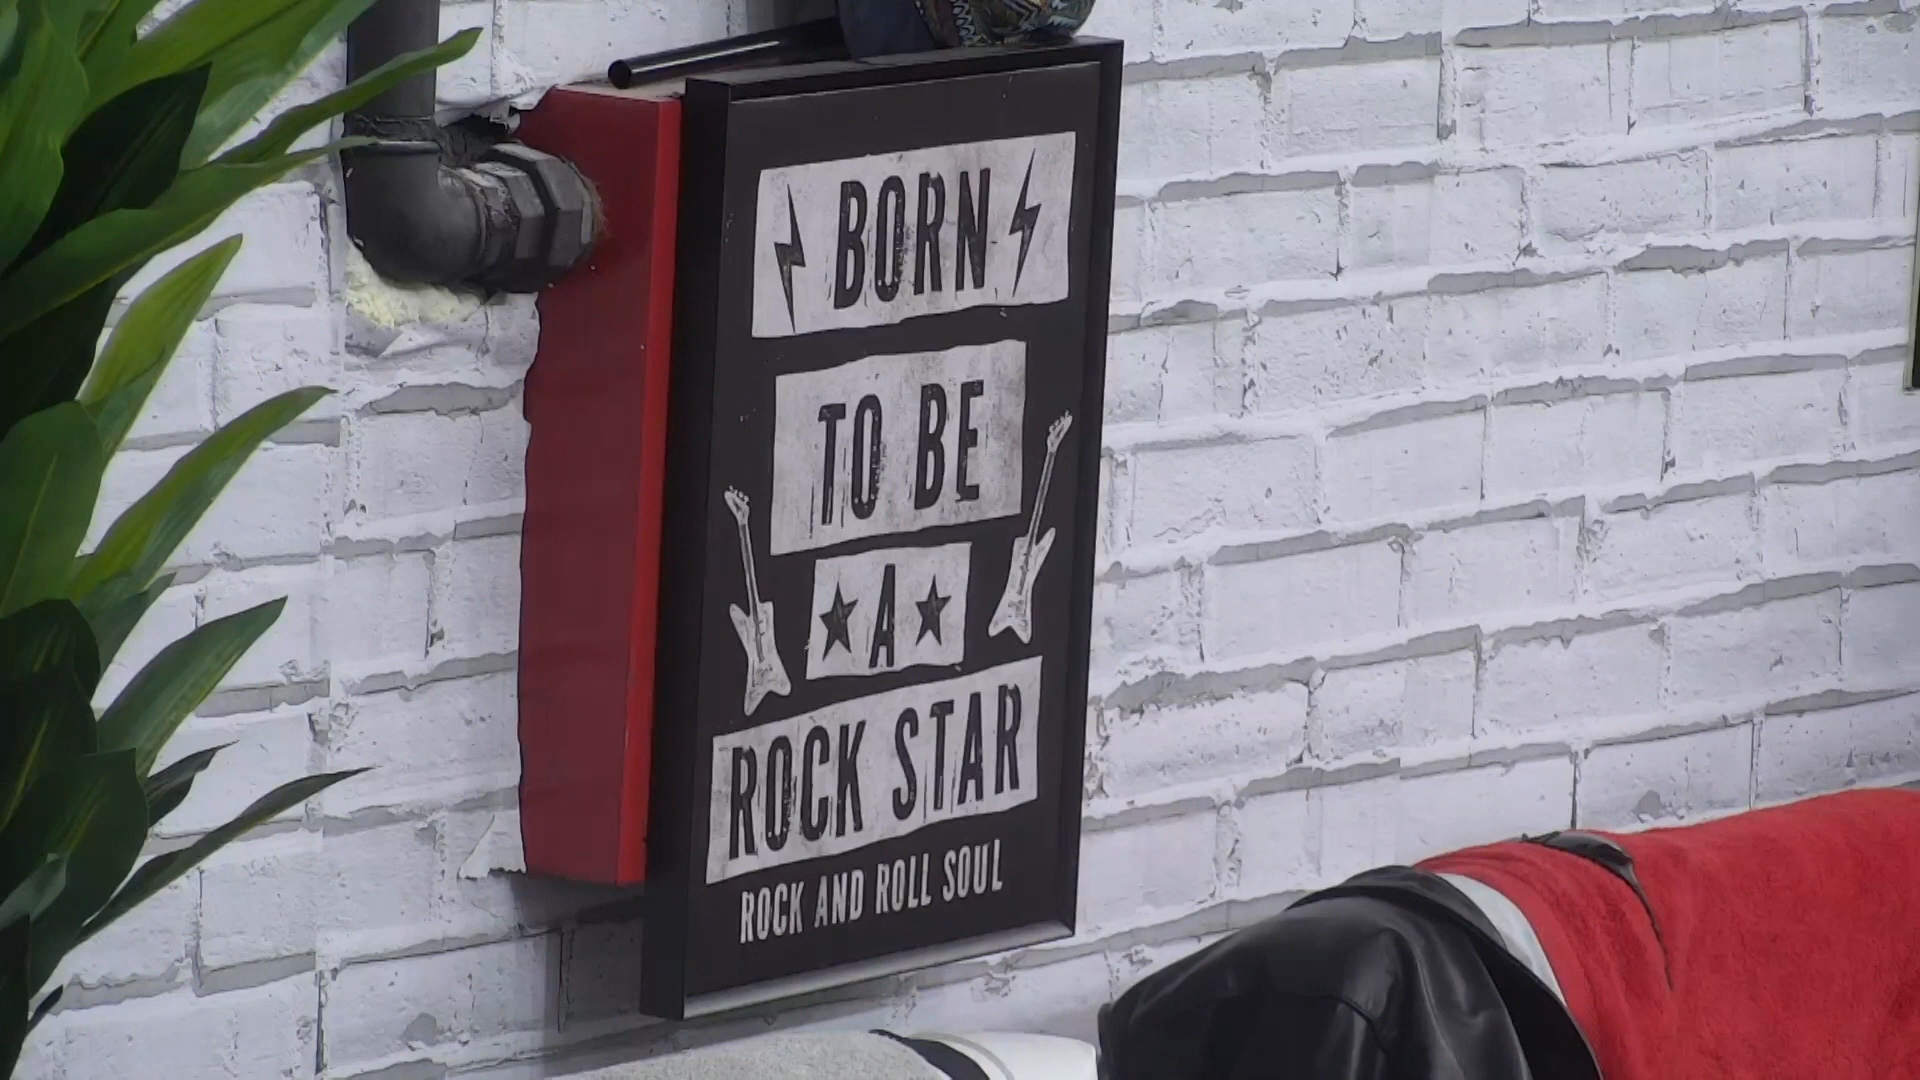 BORN
TO BE
A
ROCK STAR
ROCK AND ROLL SOUL